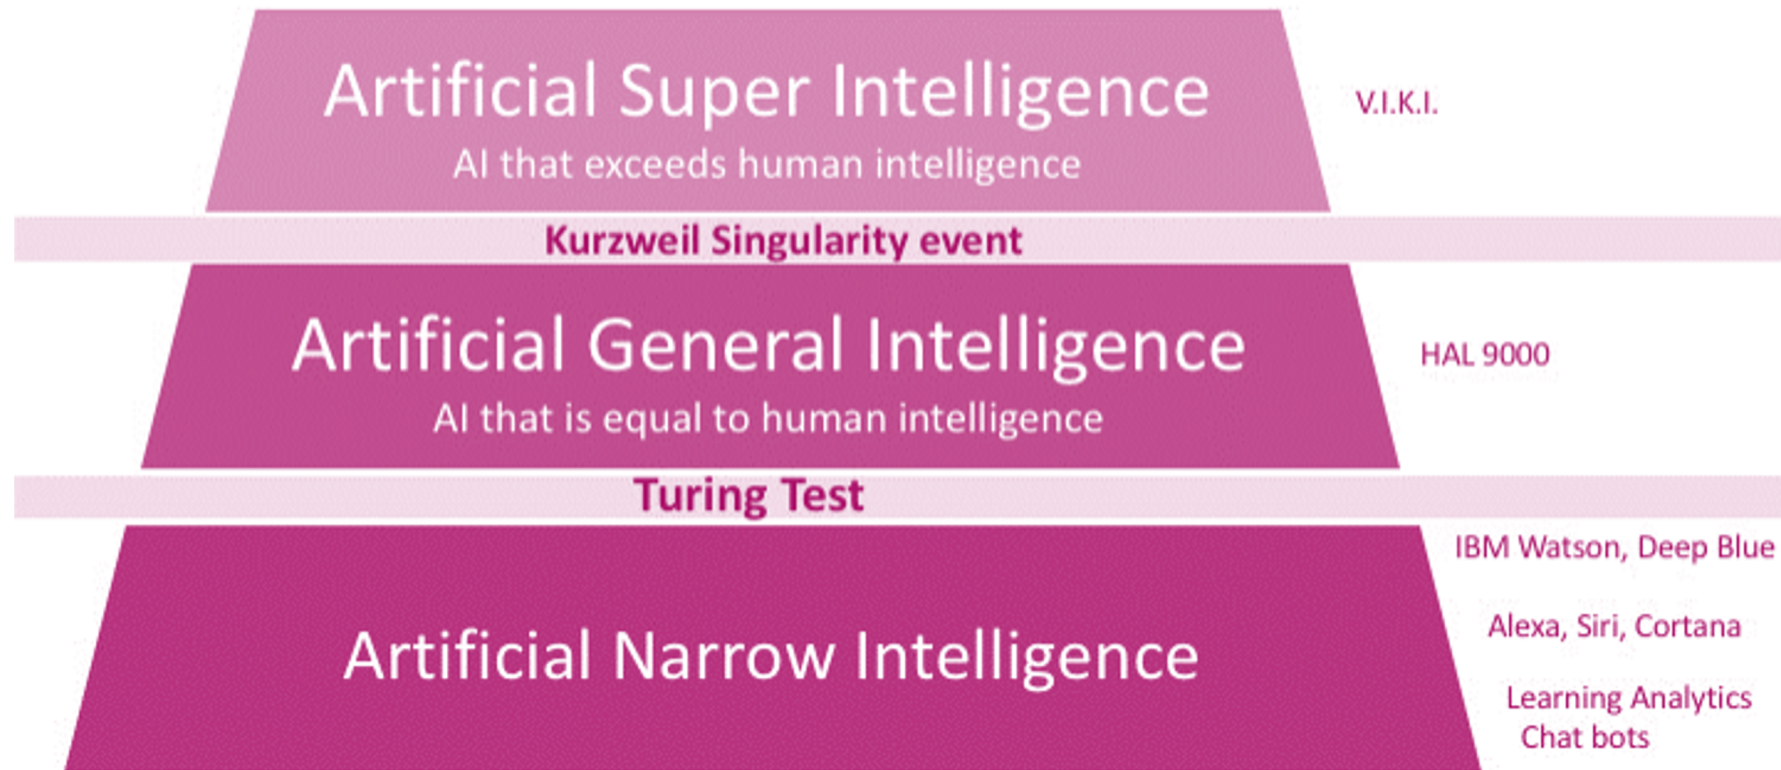 Artificial Super Intelligence
AI that exceeds human intelligence
V.I.K.I.
Kurzweil Singularity event
Artificial General Intelligence
AI that is equal to human intelligence
HAL 9000
Turing Test
Artificial Narrow Intelligence
IBM Watson, Deep Blue
Alexa, Siri, Cortana
Learning Analytics
Chat bots